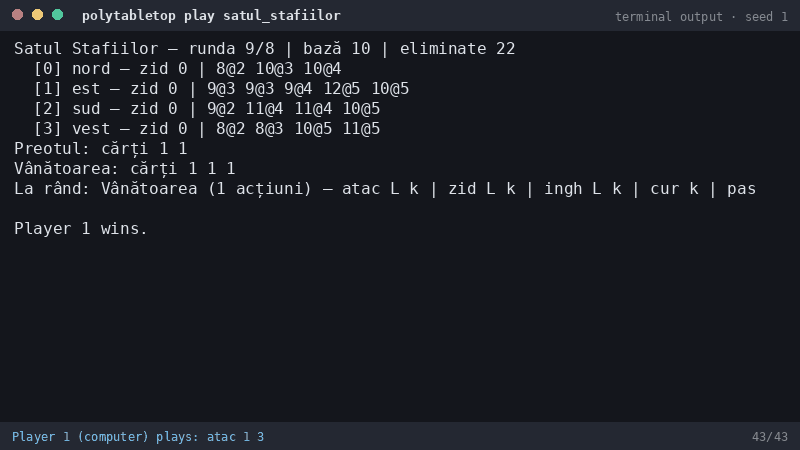 polytabletop play satul_stafiilor
terminal output · seed 1
Satul Stafiilor — runda 9/8 | bază 10 | eliminate 22
[0] nord — zid 0 | 8@2 10@3 10@4
[1] est — zid 0 | 9@3 9@3 9@4 12@5 10@5
[2] sud — zid 0 | 9@2 11@4 11@4 10@5
[3] vest — zid 0 | 8@2 8@3 10@5 11@5
Preotul: cărți 1 1
Vânătoarea: cărți 1 1 1
La rând: Vânătoarea (1 acțiuni) — atac L k | zid L k | ingh L k | cur k | pas
Player 1 wins.
Player 1 (computer) plays: atac 1 3
43/43